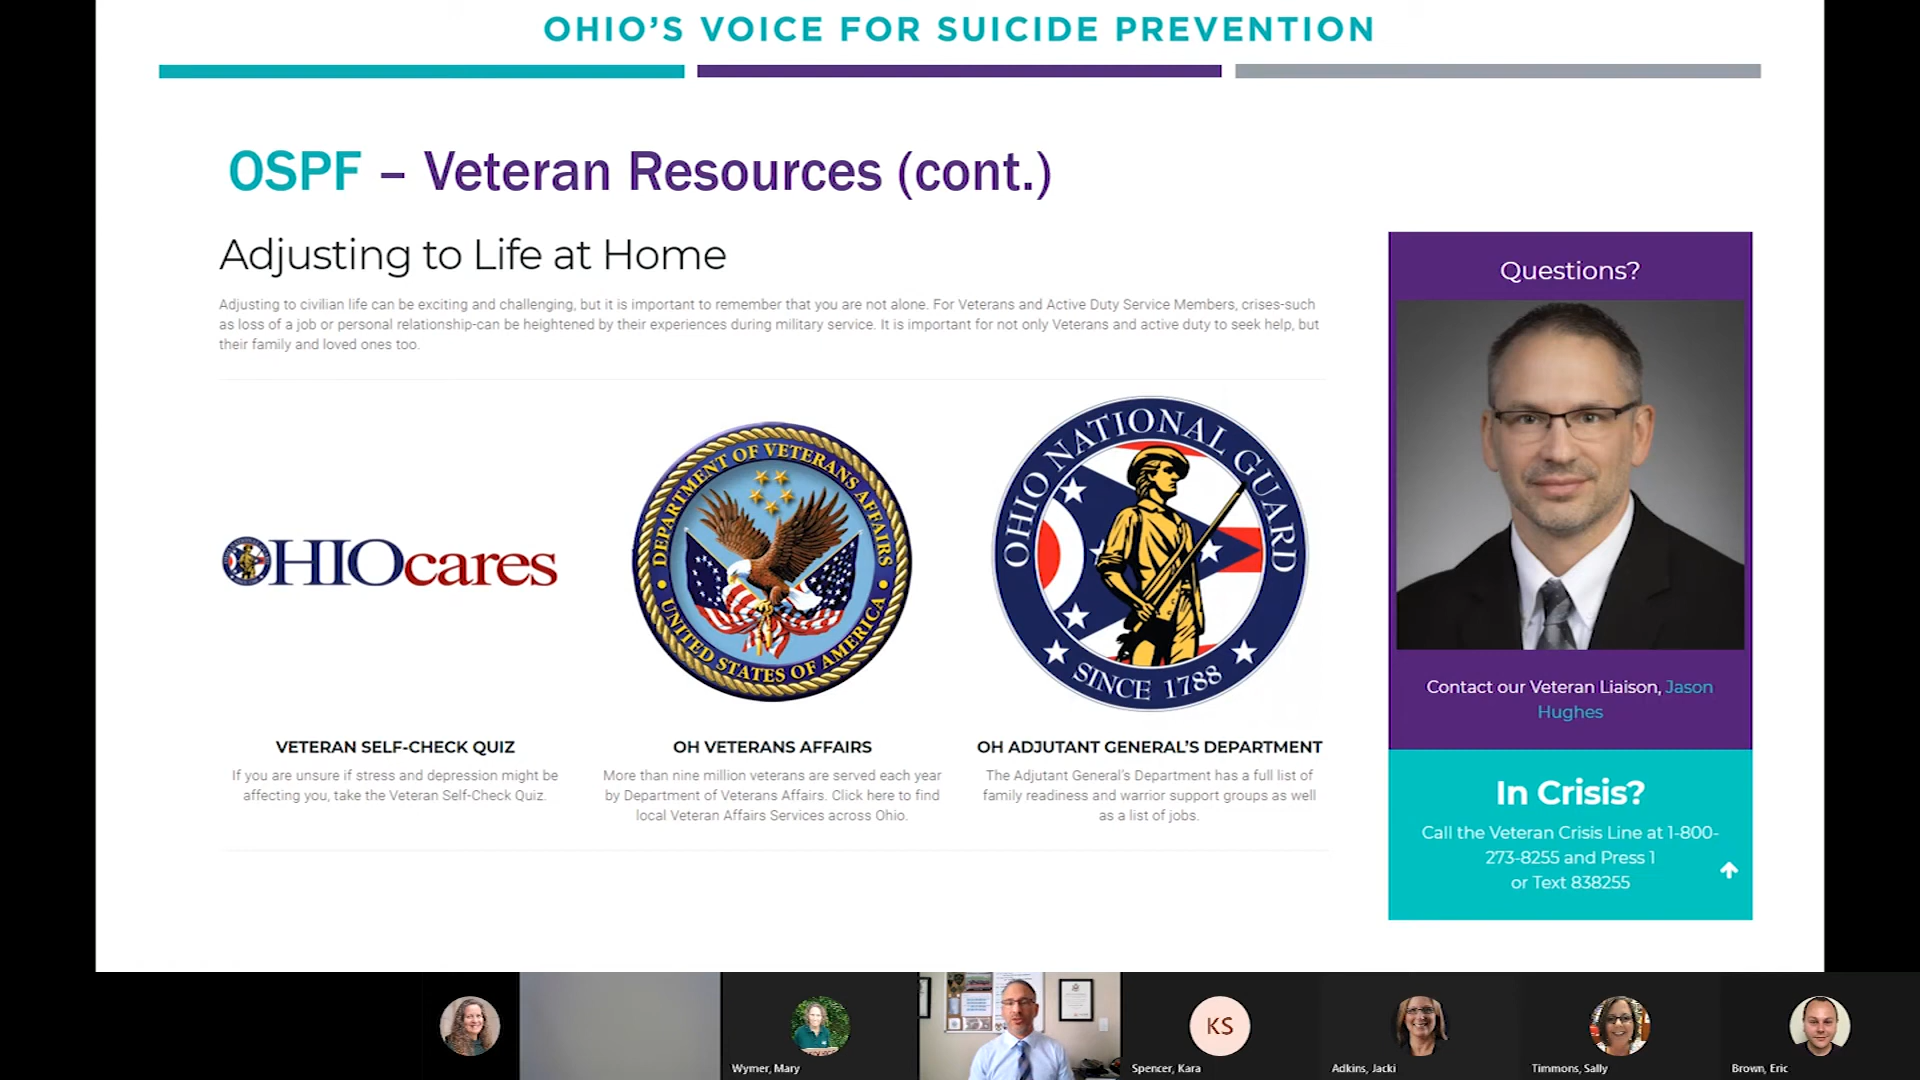 OHIO'S VOICE FOR SUICIDE PREVENTION
OSPF – Veteran Resources (cont.)
Adjusting to Life at Home
Adjusting to civilian life can be exciting and challenging, but it is important to remember that you are not alone. For Veterans and Active Duty Service Members, crises-such
as loss of a job or personal relationship-can be heightened by their experiences during military service. It is important for not only Veterans and active duty to seek help, but
their family and loved ones too.
OHIOcares
DEPARTMENT OF VETERANS AFFAIRS
UNITED STATES OF AMERICA
OHIO NATIONAL GUARD
SINCE 1788
VETERAN SELF-CHECK QUIZ
If you are unsure if stress and depression might be
affecting you, take the Veteran Self-Check Quiz.
OH VETERANS AFFAIRS
More than nine million veterans are served each year
by Department of Veterans Affairs. Click here to find
local Veteran Affairs Services across Ohio.
OH ADJUTANT GENERAL'S DEPARTMENT
The Adjutant General's Department has a full list of
family readiness and warrior support groups as well
as a list of jobs.
Questions?
Contact our Veteran Liaison, Jason
Hughes
In Crisis?
Call the Veteran Crisis Line at 1-800-
273-8255 and Press 1
or Text 838255
Wymer, Mary
KS
Spencer, Kara
Adkins, Jacki
Timmons, Sally
Brown, Eric